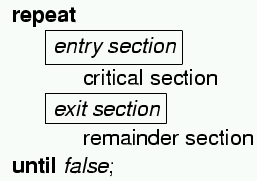 repeat
entry section
critical section
exit section
remainder section
until false;